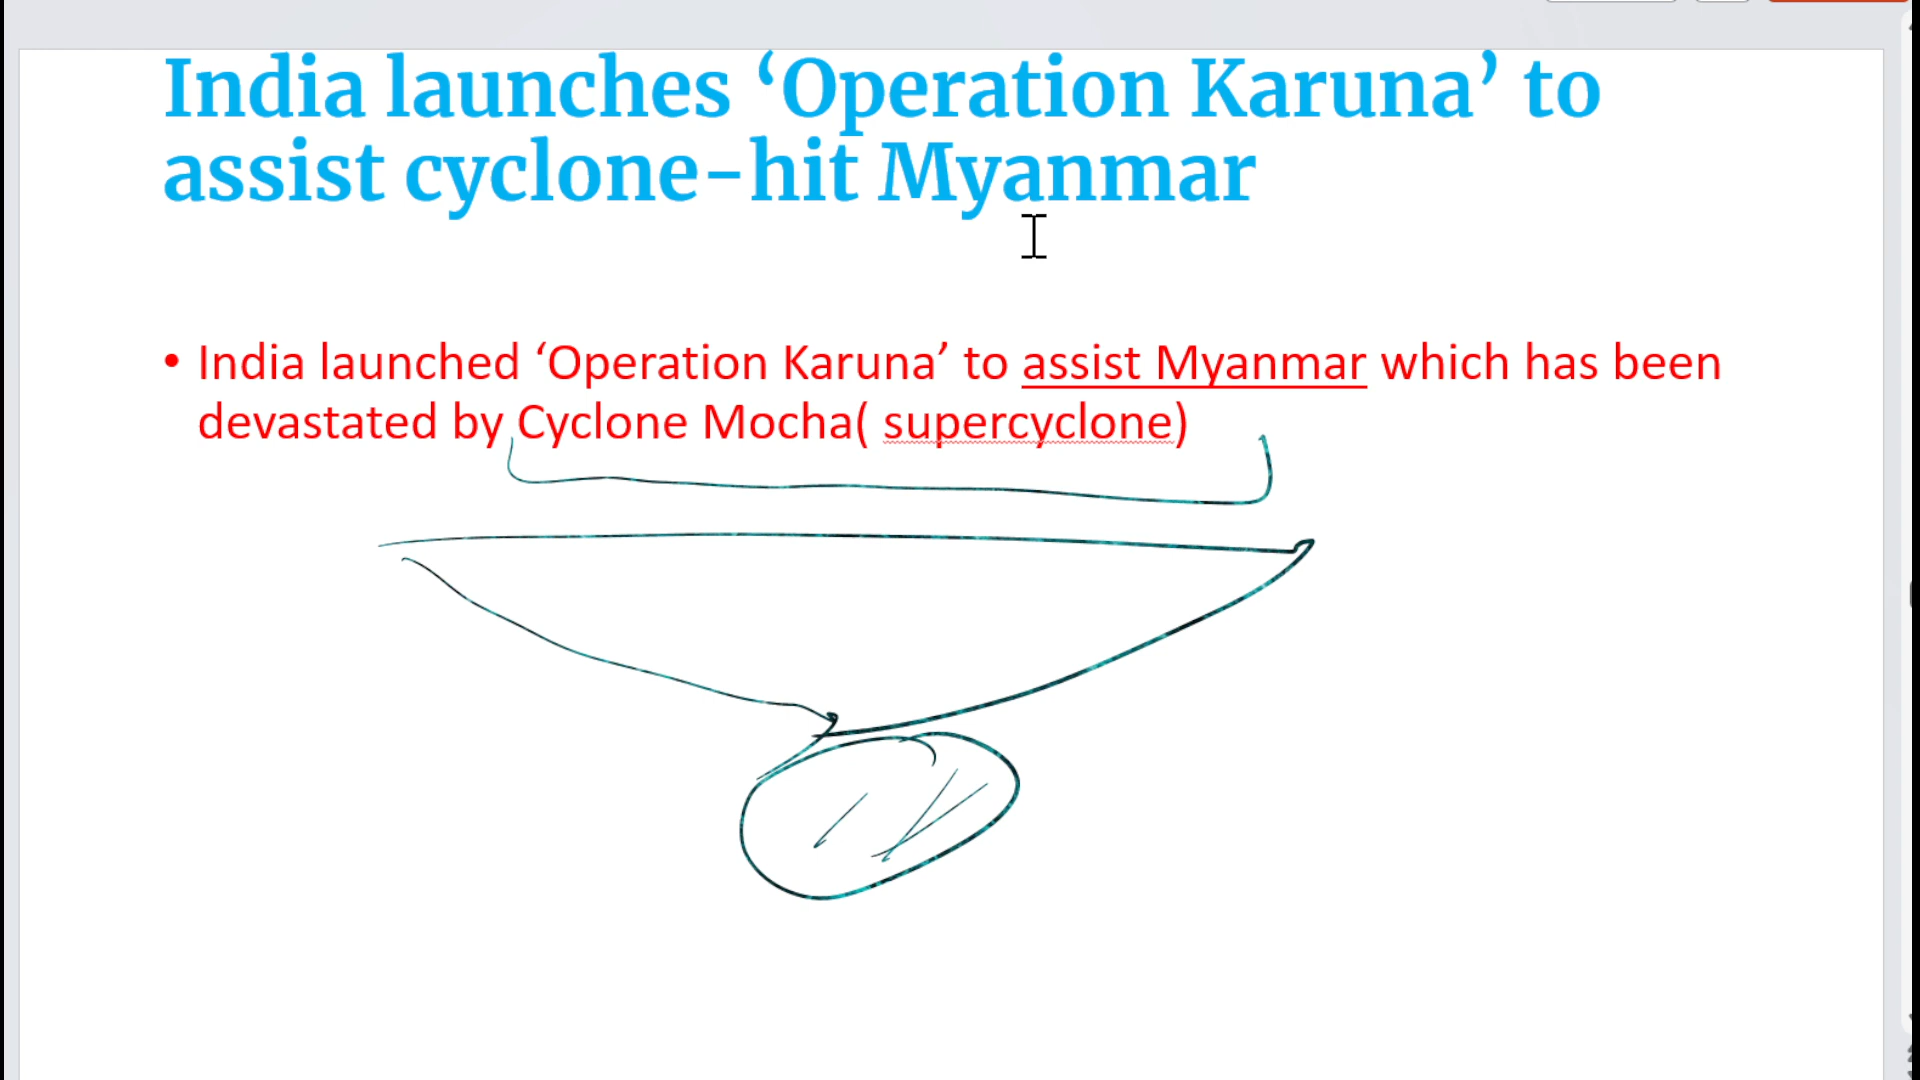 India launches ‘Operation Karuna’ to
assist cyclone-hit Myanmar
• India launched ‘Operation Karuna’ to assist Myanmar which has been
devastated by Cyclone Mocha( supercyclone)